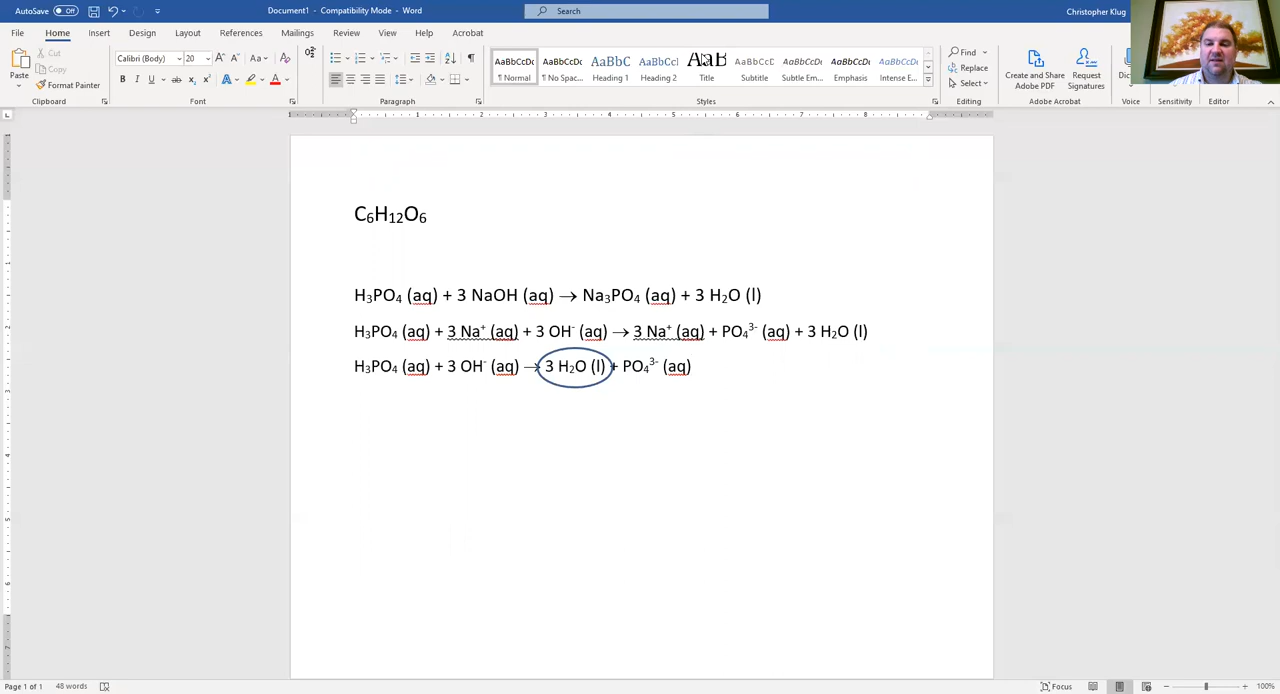 AutoSave Off
Document1 - Compatibility Mode - Word
Search
Christopher Klug
File Home Insert Design Layout References Mailings Review View Help Acrobat
Paste
Cut
Copy
Format Painter
Clipboard
Calibri (Body) 20
Font
Paragraph
AaBbCcDc AaBbCcDc AaBbC AaBbCcl AaB AaBbCcD AaBbCcDc AaBbCcDc AaBbCcDc
¶ Normal ¶ No Spac... Heading 1 Heading 2 Title Subtitle Subtle Em... Emphasis Intense E...
Styles
Find
Replace
Select
Editing
Create and Share Adobe PDF
Request Signatures
Adobe Acrobat
Voice
Sensitivity
Editor
C₆H₁₂O₆
H₃PO₄ (aq) + 3 NaOH (aq) → Na₃PO₄ (aq) + 3 H₂O (l)
H₃PO₄ (aq) + 3 Na⁺ (aq) + 3 OH⁻ (aq) → 3 Na⁺ (aq) + PO₄³⁻ (aq) + 3 H₂O (l)
H₃PO₄ (aq) + 3 OH⁻ (aq) → 3 H₂O (l) + PO₄³⁻ (aq)
Page 1 of 1 48 words
Focus
100%